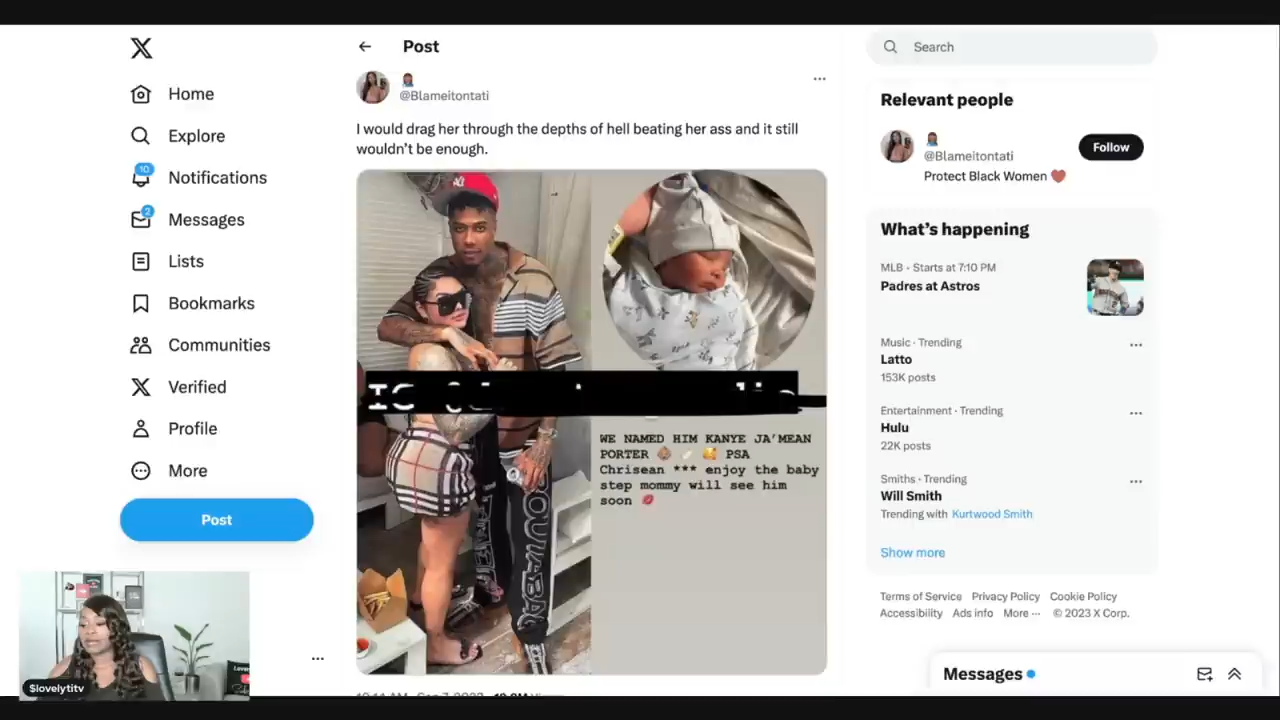 Post
Search
@Blameitontati
I would drag her through the depths of hell beating her ass and it still
wouldn't be enough.
WE NAMED HIM KANYE JA'MEAN
PORTER 👶🏽 🍼 🥰 PSA
Chrisean *** enjoy the baby
step mommy will see him
soon 💋
Home
Explore
10
Notifications
2
Messages
Lists
Bookmarks
Communities
Verified
Profile
More
Post
$lovelytitv
Relevant people
@Blameitontati
Follow
Protect Black Women 🤎
What's happening
MLB · Starts at 7:10 PM
Padres at Astros
Music · Trending
Latto
153K posts
Entertainment · Trending
Hulu
22K posts
Smiths · Trending
Will Smith
Trending with Kurtwood Smith
Show more
Terms of Service Privacy Policy Cookie Policy
Accessibility Ads info More ··· © 2023 X Corp.
Messages